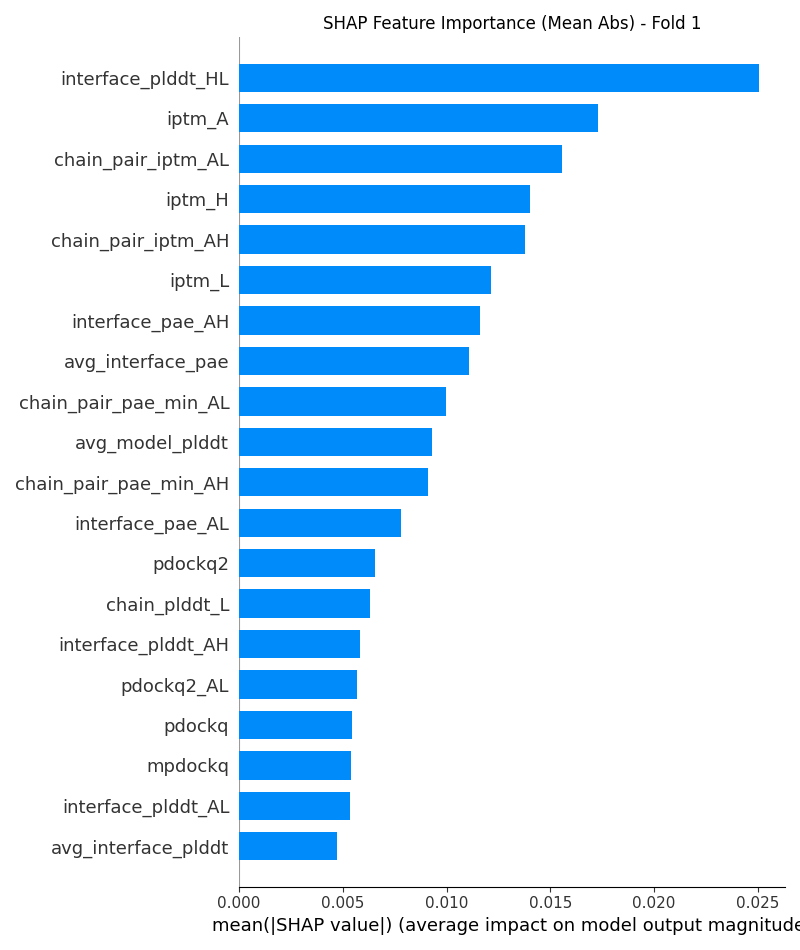 SHAP Feature Importance (Mean Abs) - Fold 1
interface_plddt_HL
iptm_A
chain_pair_iptm_AL
iptm_H
chain_pair_iptm_AH
iptm_L
interface_pae_AH
avg_interface_pae
chain_pair_pae_min_AL
avg_model_plddt
chain_pair_pae_min_AH
interface_pae_AL
pdockq2
chain_plddt_L
interface_plddt_AH
pdockq2_AL
pdockq
mpdockq
interface_plddt_AL
avg_interface_plddt
0.000 0.005 0.010 0.015 0.020 0.025
mean(|SHAP value|) (average impact on model output magnitude